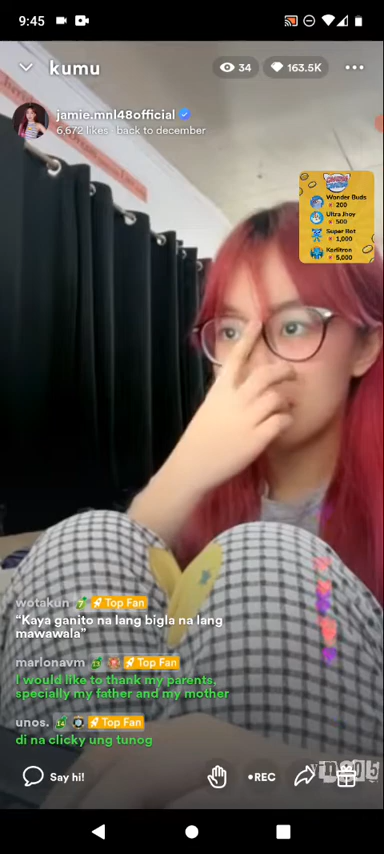 9:45
kumu
34
163.5K
jamie.mnl48official
6,672 likes · back to december
Wonder Buds
200
Ultra Jhoy
500
Super Bot
1,000
Karlitron
5,000
wotakun 7 Top Fan
“Kaya ganito na lang bigla na lang
mawawala”
marlonavm Top Fan
I would like to thank my parents,
specially my father and my mother
unos. 14 Top Fan
di na clicky ung tunog
Say hi!
•REC